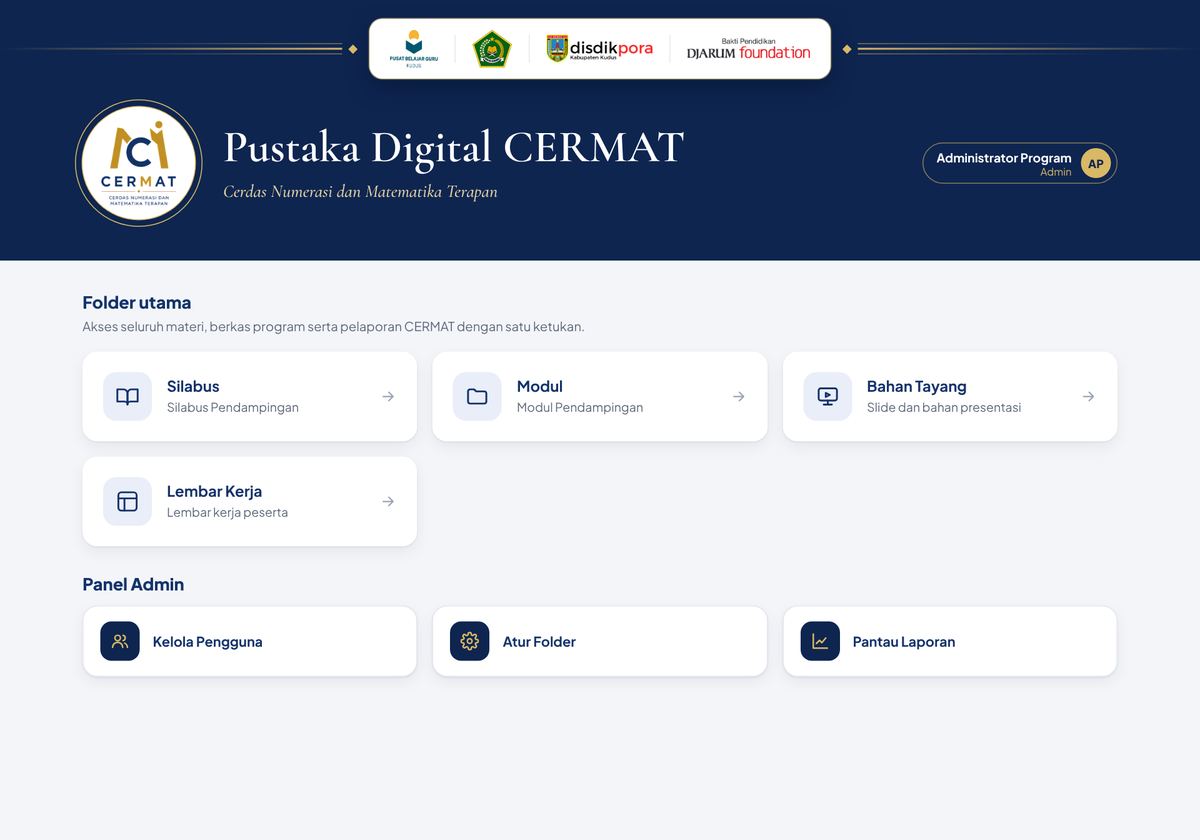 PUSAT BELAJAR GURU
KUDUS
disdikpora
Kabupaten Kudus
Bakti Pendidikan
DJARUM foundation
CERMAT
CERDAS NUMERASI DAN
MATEMATIKA TERAPAN
Pustaka Digital CERMAT
Cerdas Numerasi dan Matematika Terapan
Administrator Program
Admin
AP
Folder utama
Akses seluruh materi, berkas program serta pelaporan CERMAT dengan satu ketukan.
Silabus
Silabus Pendampingan
Modul
Modul Pendampingan
Bahan Tayang
Slide dan bahan presentasi
Lembar Kerja
Lembar kerja peserta
Panel Admin
Kelola Pengguna
Atur Folder
Pantau Laporan